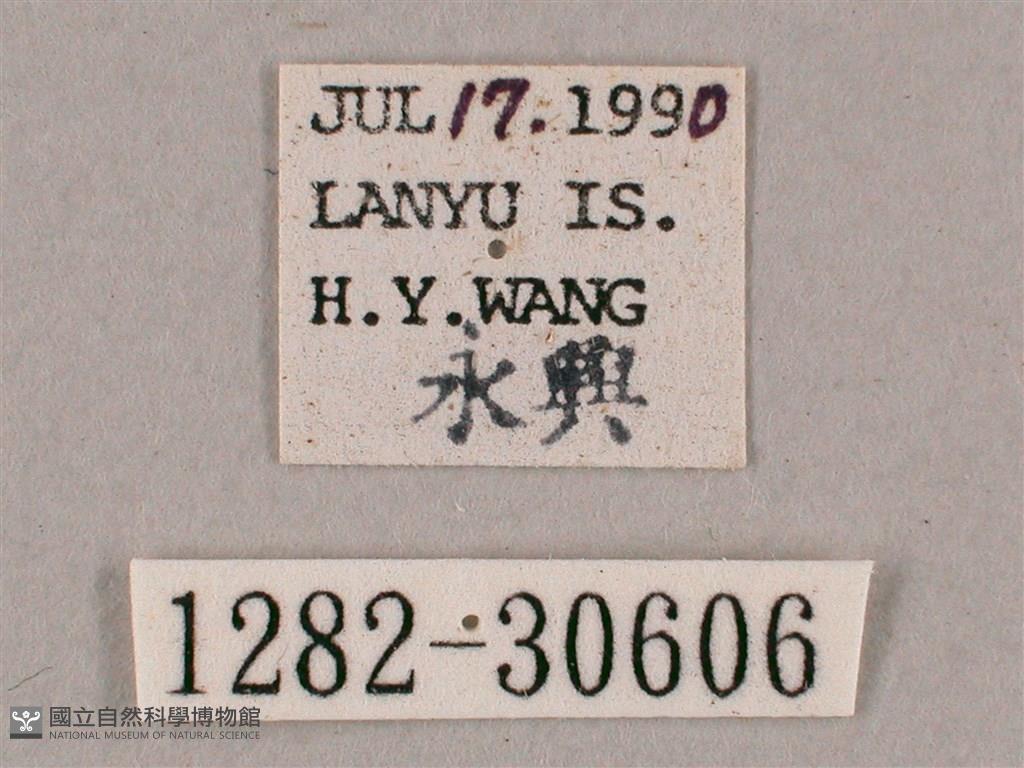 JUL 17. 1990
LANYU IS.
H.Y.WANG
永興
1282-30606
國立自然科學博物館
NATIONAL MUSEUM OF NATURAL SCIENCE